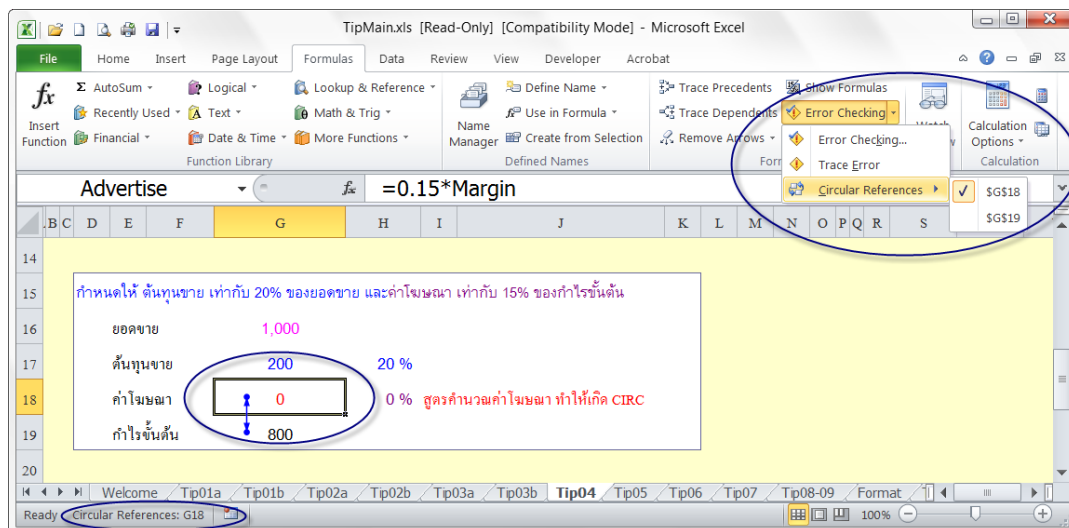 TipMain.xls [Read-Only] [Compatibility Mode] - Microsoft Excel
File Home Insert Page Layout Formulas Data Review View Developer Acrobat
Σ AutoSum Logical Lookup & Reference Define Name Trace Precedents Show Formulas
fx Recently Used A Text Math & Trig Use in Formula Trace Dependents Error Checking
Insert Function Financial Date & Time More Functions Name Manager Create from Selection Remove Arrows Calculation Options
Function Library Defined Names Calculation
Error Checking...
Trace Error
Circular References $G$18
$G$19
Advertise fx =0.15*Margin
B C D E F G H I J K L M N O P Q R S
14
15 กำหนดให้ ต้นทุนขาย เท่ากับ 20% ของยอดขาย และค่าโฆษณา เท่ากับ 15% ของกำไรขั้นต้น
16 ยอดขาย 1,000
17 ต้นทุนขาย 200 20 %
18 ค่าโฆษณา 0 0 % สูตรคำนวณค่าโฆษณา ทำให้เกิด CIRC
19 กำไรขั้นต้น 800
20
Welcome Tip01a Tip01b Tip02a Tip02b Tip03a Tip03b Tip04 Tip05 Tip06 Tip07 Tip08-09 Format
Ready Circular References: G18 100%